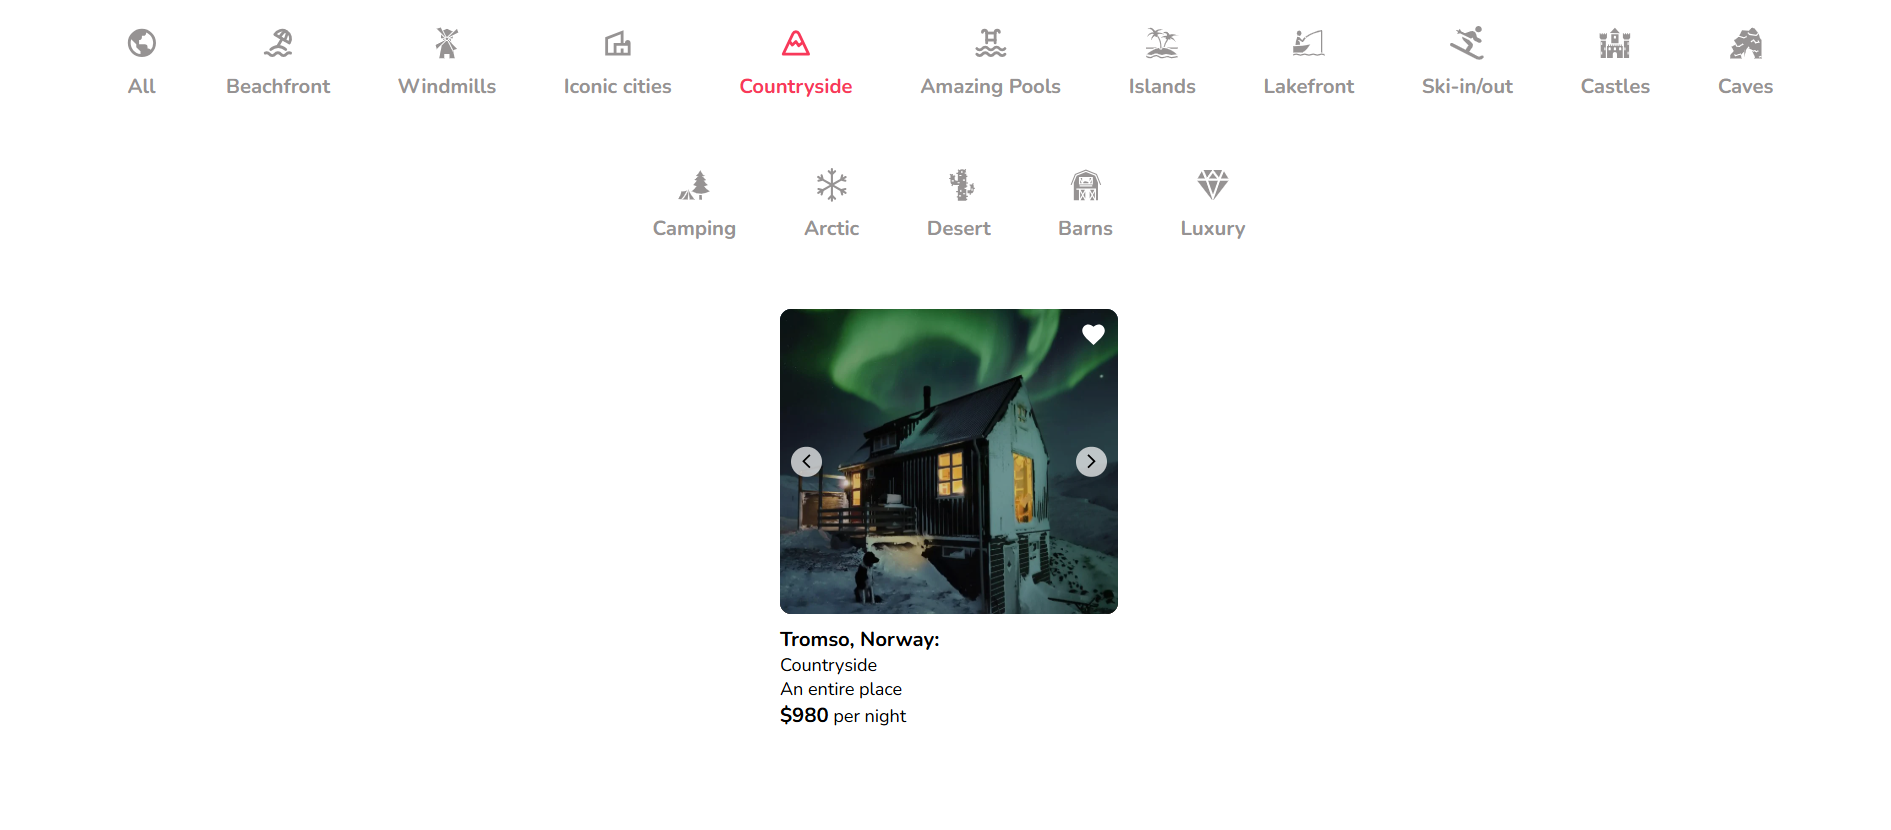 All
Beachfront
Windmills
Iconic cities
Countryside
Amazing Pools
Islands
Lakefront
Ski-in/out
Castles
Caves
Camping
Arctic
Desert
Barns
Luxury
Tromso, Norway:
Countryside
An entire place
$980 per night